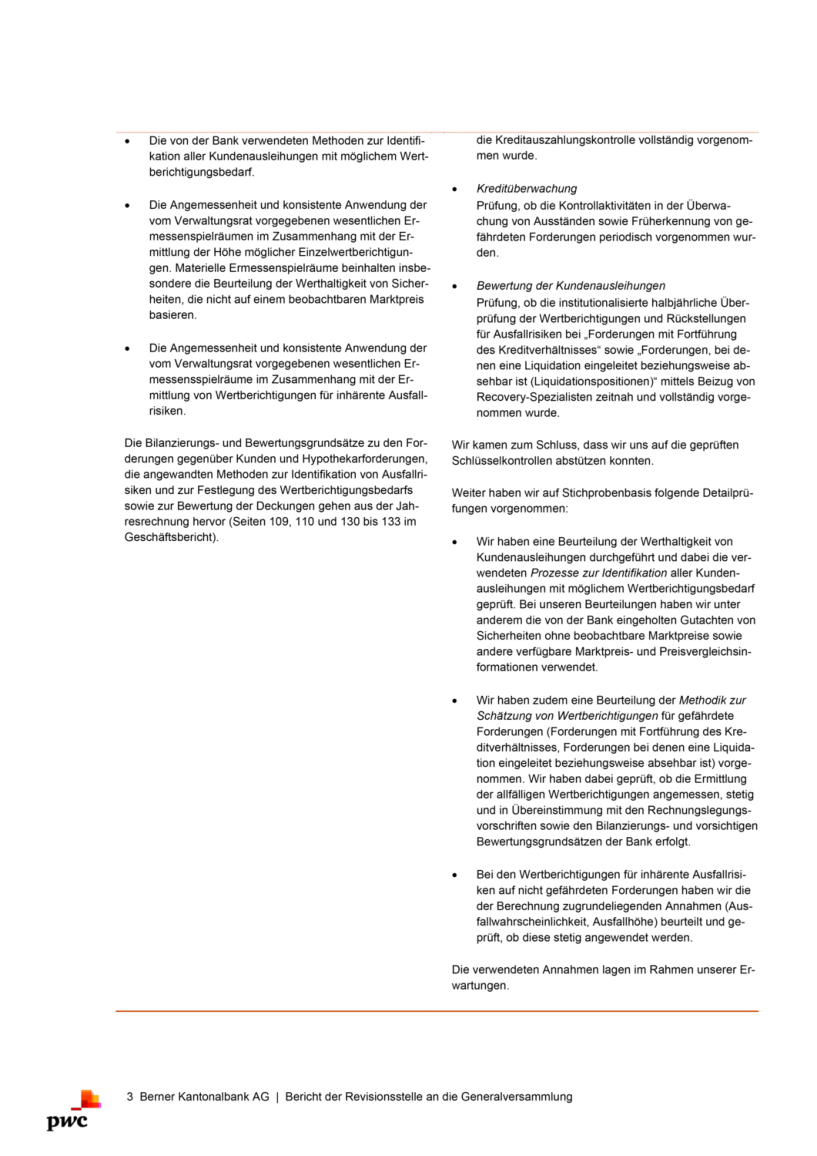 • Die von der Bank verwendeten Methoden zur Identifi-
kation aller Kundenausleihungen mit möglichem Wert-
berichtigungsbedarf.
• Die Angemessenheit und konsistente Anwendung der
vom Verwaltungsrat vorgegebenen wesentlichen Er-
messenspielräumen im Zusammenhang mit der Er-
mittlung der Höhe möglicher Einzelwertberichtigun-
gen. Materielle Ermessenspielräume beinhalten insbe-
sondere die Beurteilung der Werthaltigkeit von Sicher-
heiten, die nicht auf einem beobachtbaren Marktpreis
basieren.
• Die Angemessenheit und konsistente Anwendung der
vom Verwaltungsrat vorgegebenen wesentlichen Er-
messensspielräume im Zusammenhang mit der Er-
mittlung von Wertberichtigungen für inhärente Ausfall-
risiken.
Die Bilanzierungs- und Bewertungsgrundsätze zu den For-
derungen gegenüber Kunden und Hypothekarforderungen,
die angewandten Methoden zur Identifikation von Ausfallri-
siken und zur Festlegung des Wertberichtigungsbedarfs
sowie zur Bewertung der Deckungen gehen aus der Jah-
resrechnung hervor (Seiten 109, 110 und 130 bis 133 im
Geschäftsbericht).
die Kreditauszahlungskontrolle vollständig vorgenom-
men wurde.
• Kreditüberwachung
Prüfung, ob die Kontrollaktivitäten in der Überwa-
chung von Ausständen sowie Früherkennung von ge-
fährdeten Forderungen periodisch vorgenommen wur-
den.
• Bewertung der Kundenausleihungen
Prüfung, ob die institutionalisierte halbjährliche Über-
prüfung der Wertberichtigungen und Rückstellungen
für Ausfallrisiken bei „Forderungen mit Fortführung
des Kreditverhältnisses“ sowie „Forderungen, bei de-
nen eine Liquidation eingeleitet beziehungsweise ab-
sehbar ist (Liquidationspositionen)“ mittels Beizug von
Recovery-Spezialisten zeitnah und vollständig vorge-
nommen wurde.
Wir kamen zum Schluss, dass wir uns auf die geprüften
Schlüsselkontrollen abstützen konnten.
Weiter haben wir auf Stichprobenbasis folgende Detailprü-
fungen vorgenommen:
• Wir haben eine Beurteilung der Werthaltigkeit von
Kundenausleihungen durchgeführt und dabei die ver-
wendeten Prozesse zur Identifikation aller Kunden-
ausleihungen mit möglichem Wertberichtigungsbedarf
geprüft. Bei unseren Beurteilungen haben wir unter
anderem die von der Bank eingeholten Gutachten von
Sicherheiten ohne beobachtbare Marktpreise sowie
andere verfügbare Marktpreis- und Preisvergleichsin-
formationen verwendet.
• Wir haben zudem eine Beurteilung der Methodik zur
Schätzung von Wertberichtigungen für gefährdete
Forderungen (Forderungen mit Fortführung des Kre-
ditverhältnisses, Forderungen bei denen eine Liquida-
tion eingeleitet beziehungsweise absehbar ist) vorge-
nommen. Wir haben dabei geprüft, ob die Ermittlung
der allfälligen Wertberichtigungen angemessen, stetig
und in Übereinstimmung mit den Rechnungslegungs-
vorschriften sowie den Bilanzierungs- und vorsichtigen
Bewertungsgrundsätzen der Bank erfolgt.
• Bei den Wertberichtigungen für inhärente Ausfallrisi-
ken auf nicht gefährdeten Forderungen haben wir die
der Berechnung zugrundeliegenden Annahmen (Aus-
fallwahrscheinlichkeit, Ausfallhöhe) beurteilt und ge-
prüft, ob diese stetig angewendet werden.
Die verwendeten Annahmen lagen im Rahmen unserer Er-
wartungen.
3 Berner Kantonalbank AG | Bericht der Revisionsstelle an die Generalversammlung
pwc